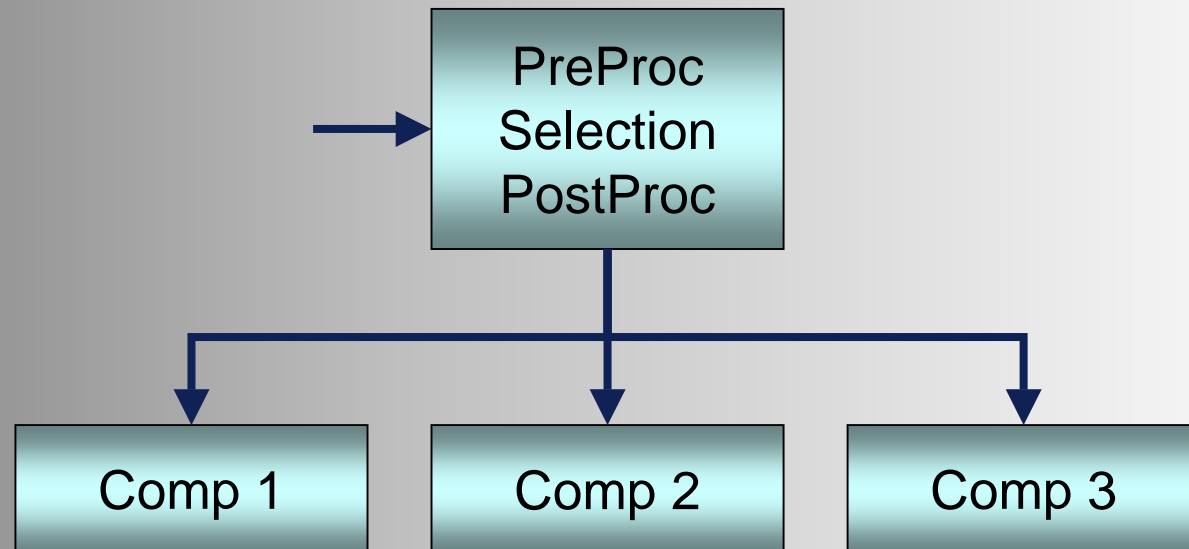 PreProc
Selection
PostProc
Comp 1
Comp 2
Comp 3